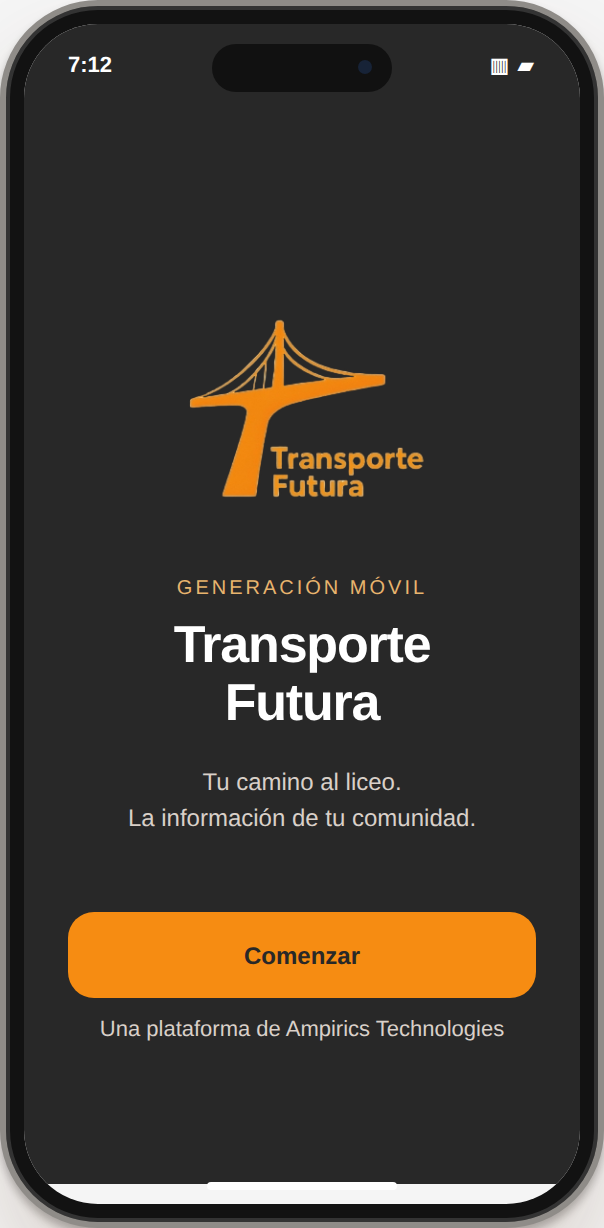 7:12
Transporte
Futura
GENERACIÓN MÓVIL
Transporte
Futura
Tu camino al liceo.
La información de tu comunidad.
Comenzar
Una plataforma de Ampirics Technologies